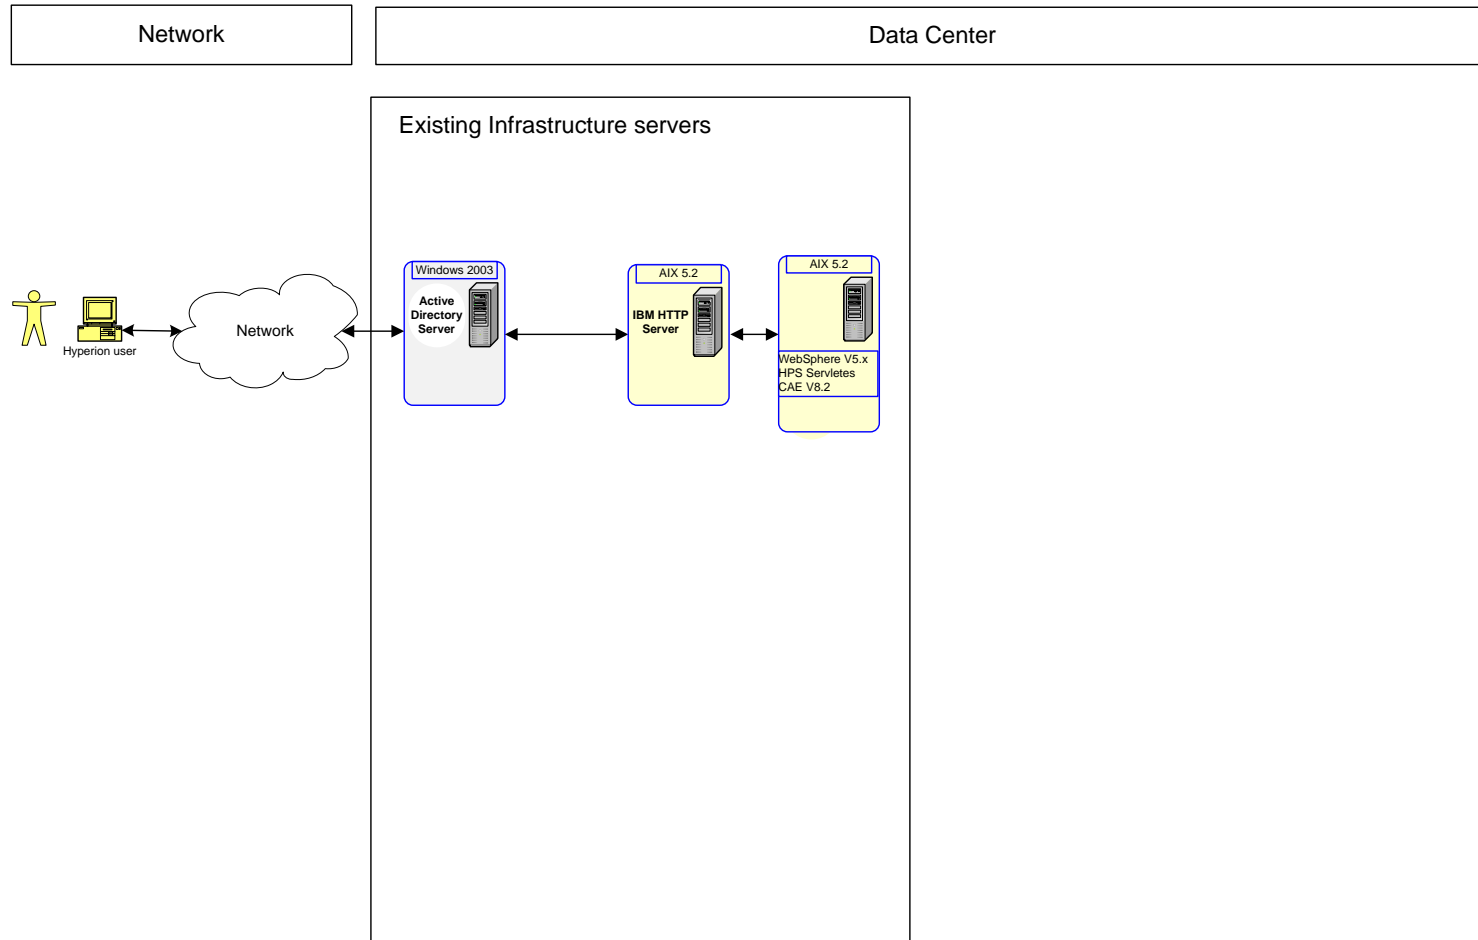 Network
Data Center
Existing Infrastructure servers
Hyperion user
Network
Windows 2003
Active
Directory
Server
AIX 5.2
IBM HTTP
Server
AIX 5.2
WebSphere V5.x
HPS Servletes
CAE V8.2